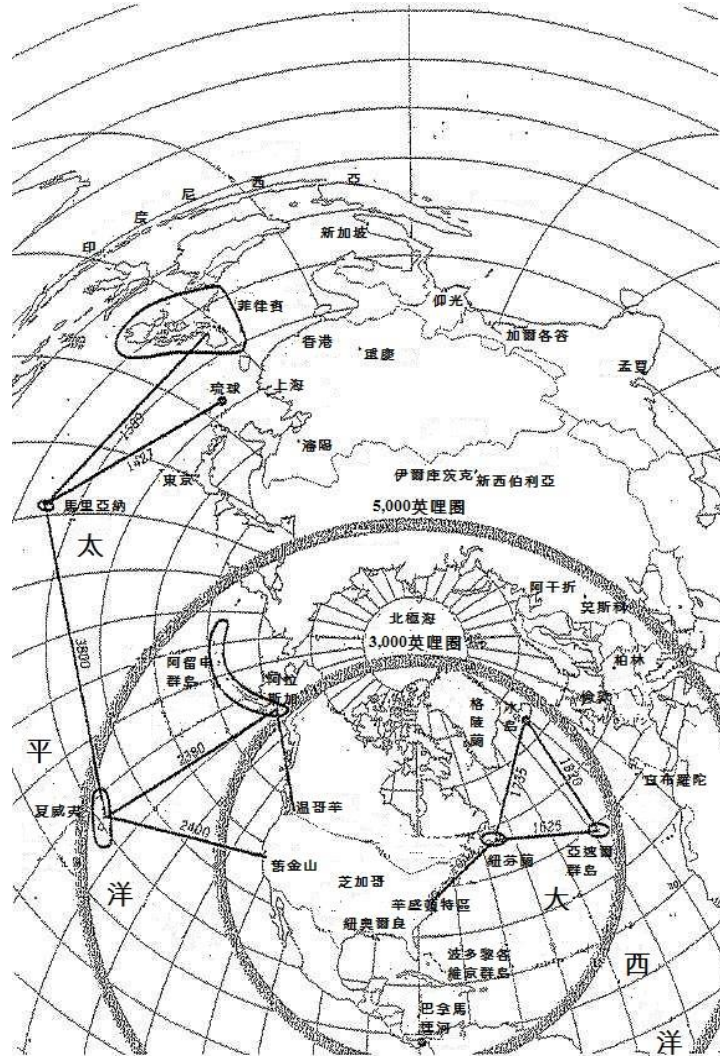 印度尼西亞
新加坡
菲律賓
仰光
香港
重慶
加爾各答
孟買
琉球
上海
1500
1427
瀋陽
東京
伊爾庫茨克
新西伯利亞
馬里亞納
5,000英哩圈
太
阿干折
莫斯科
北極海
3,000英哩圈
柏林
3800
阿留申
群島
阿拉
斯加
格陵蘭
冰島
倫敦
2380
1735
1820
直布羅陀
平
夏威夷
温哥華
2400
1625
舊金山
紐芬蘭
亞速爾
群島
洋
芝加哥
華盛頓特區
大
紐奧爾良
波多黎各
維京群島
西
巴拿馬
運河
洋